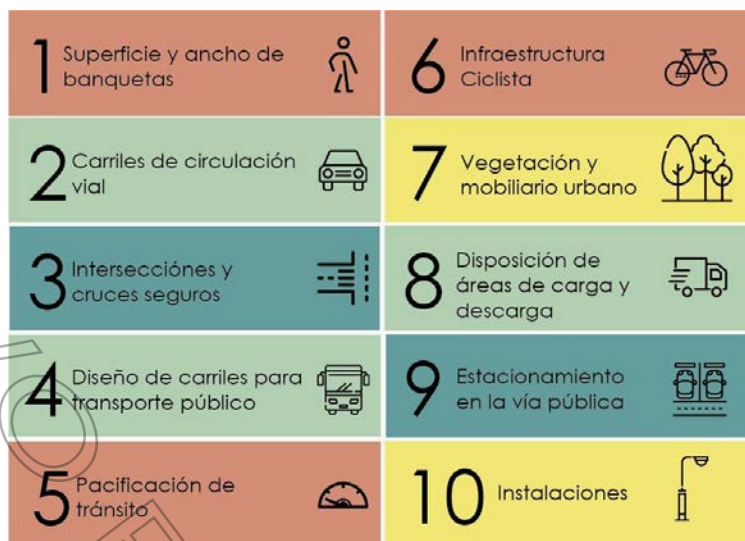 1 Superficie y ancho de
banquetas
2 Carriles de circulación
vial
3 Intersecciónes y
cruces seguros
4 Diseño de carriles para
transporte público
5 Pacificación de
tránsito
6 Infraestructura
Ciclista
7 Vegetación y
mobiliario urbano
8 Disposición de
áreas de carga y
descarga
9 Estacionamiento
en la vía pública
10 Instalaciones